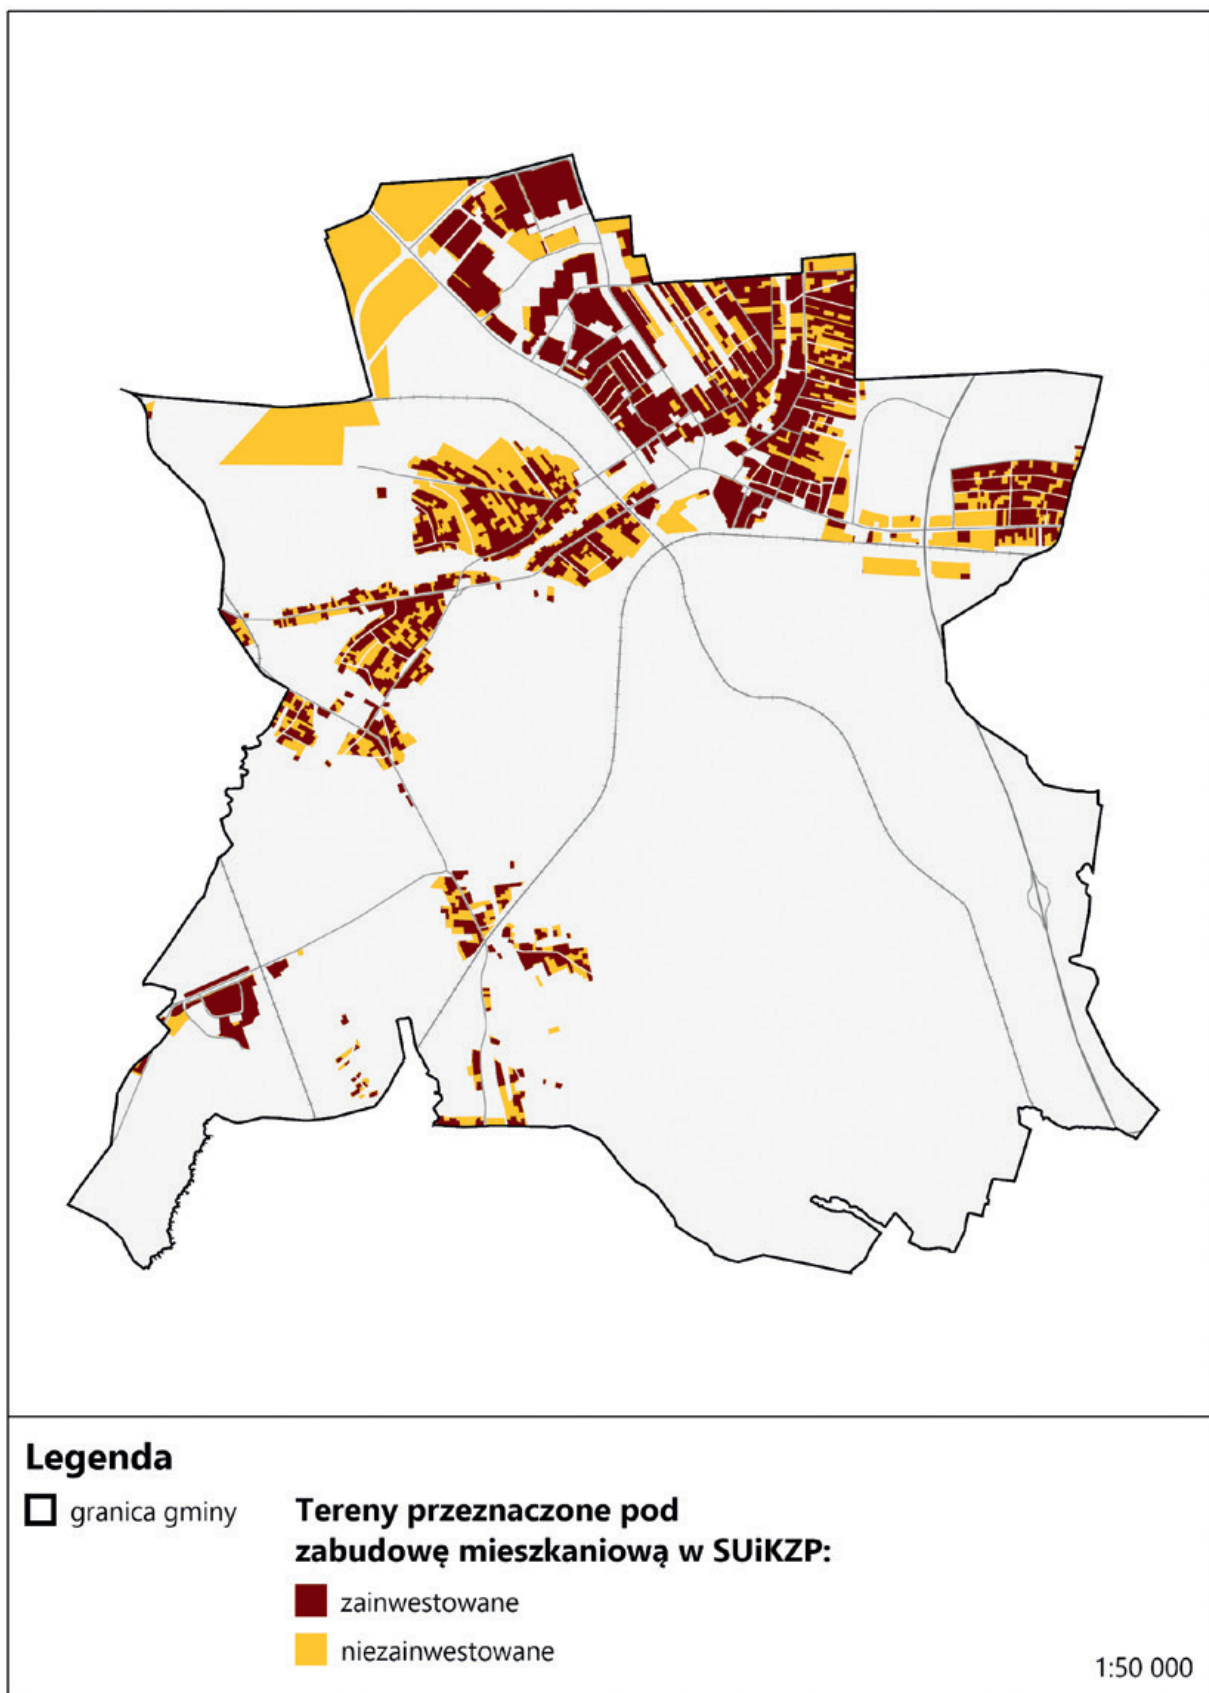 Legenda
granica gminy
Tereny przeznaczone pod
zabudowę mieszkaniową w SUiKZP:
zainwestowane
niezainwestowane
1:50 000